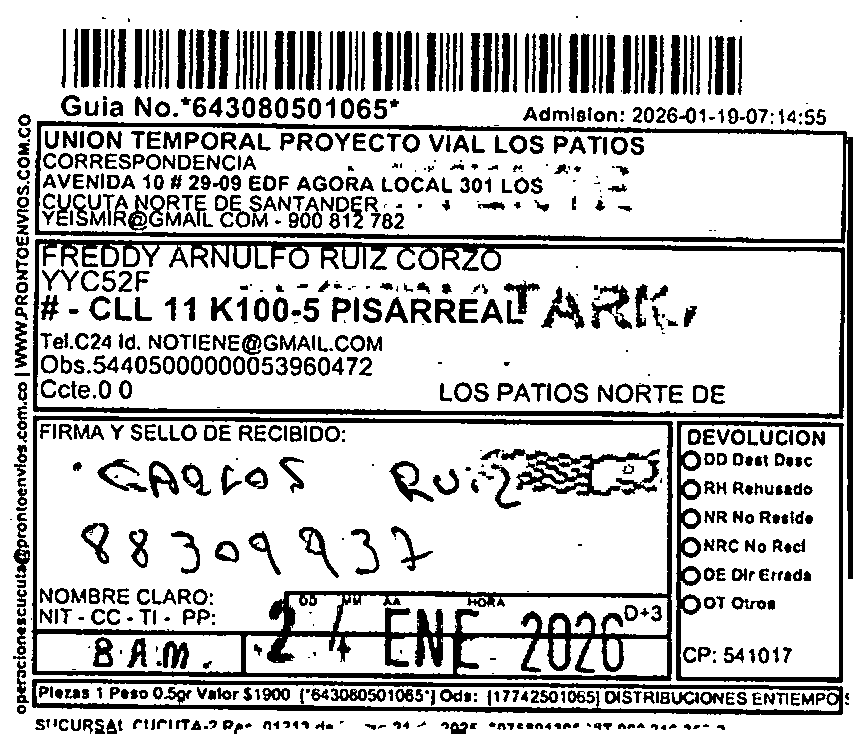 Guia No.*643080501065*
Admision: 2026-01-19-07:14:55
operacionescucuta@prontoenvios.com.co | WWW.PRONTOENVIOS.COM.CO
UNION TEMPORAL PROYECTO VIAL LOS PATIOS
CORRESPONDENCIA
AVENIDA 10 # 29-09 EDF AGORA LOCAL 301 LOS
CUCUTA NORTE DE SANTANDER
YEISMIR@GMAIL COM - 900 812 782
FREDDY ARNULFO RUIZ CORZO
YYC52F
# - CLL 11 K100-5 PISARREAL
Tel.C24 Id. NOTIENE@GMAIL.COM
Obs.54405000000053960472
Ccte.0 0 LOS PATIOS NORTE DE
FIRMA Y SELLO DE RECIBIDO:
CARLOS RUIZ
88309937
NOMBRE CLARO:
NIT - CC - TI - PP:
DD MM AA HORA D+3
ENE 2026
8 A.M.
DEVOLUCION
DD Dest Desc
RH Rehusado
NR No Reside
NRC No Recl
DE Dir Errada
OT Otros
CP: 541017
Piezas 1 Peso 0.5gr Valor $1900 (*643080501065*) Ods: [17742501065] DISTRIBUCIONES ENTIEMPO
SUCURSAL CUCUTA-2